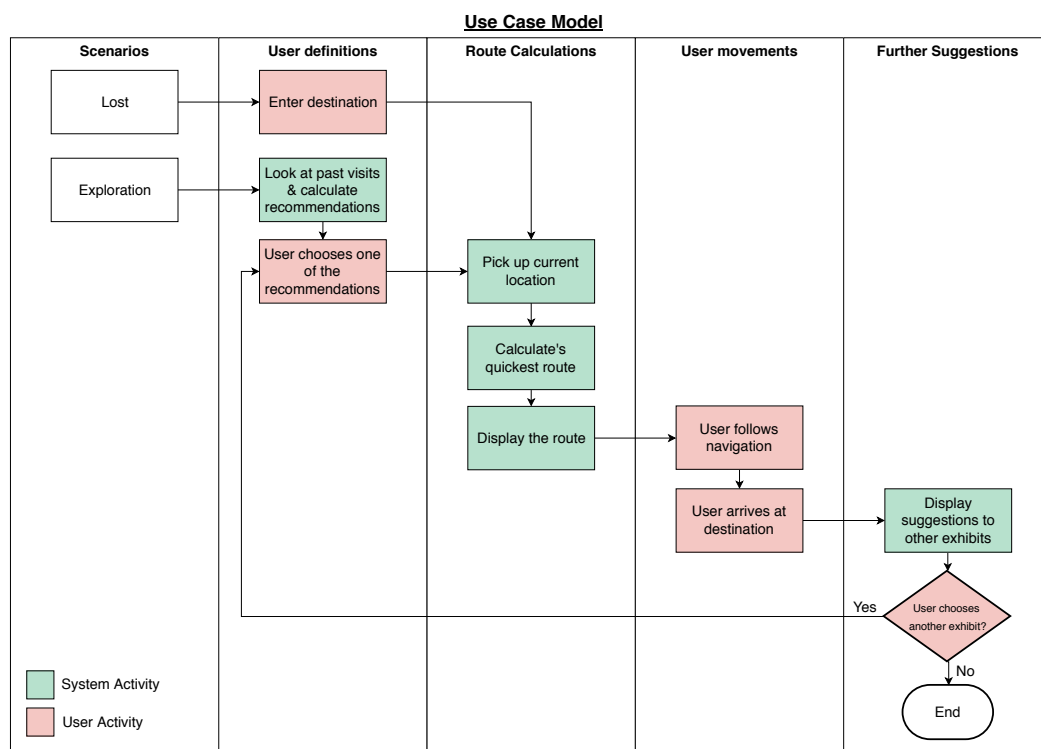 Use Case Model
Scenarios
User definitions
Route Calculations
User movements
Further Suggestions
Lost
Enter destination
Exploration
Look at past visits
& calculate
recommendations
User chooses one
of the
recommendations
Pick up current
location
Calculate's
quickest route
Display the route
User follows
navigation
User arrives at
destination
Display
suggestions to
other exhibits
User chooses
another exhibit?
Yes
No
End
System Activity
User Activity